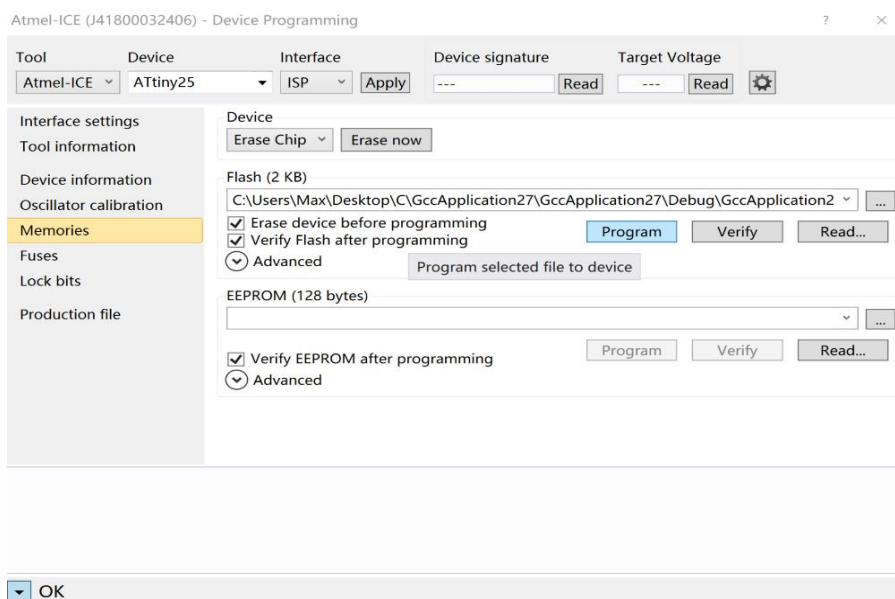 Atmel-ICE (J41800032406) - Device Programming ? ×
Tool Device Interface Device signature Target Voltage
Atmel-ICE ATtiny25 ISP Apply --- Read --- Read
Interface settings
Tool information
Device information
Oscillator calibration
Memories
Fuses
Lock bits
Production file
Device
Erase Chip Erase now
Flash (2 KB)
C:\Users\Max\Desktop\C\GccApplication27\GccApplication27\Debug\GccApplication2 ...
Erase device before programming
Verify Flash after programming
Program Verify Read...
Advanced
Program selected file to device
EEPROM (128 bytes)
...
Program Verify Read...
Verify EEPROM after programming
Advanced
OK